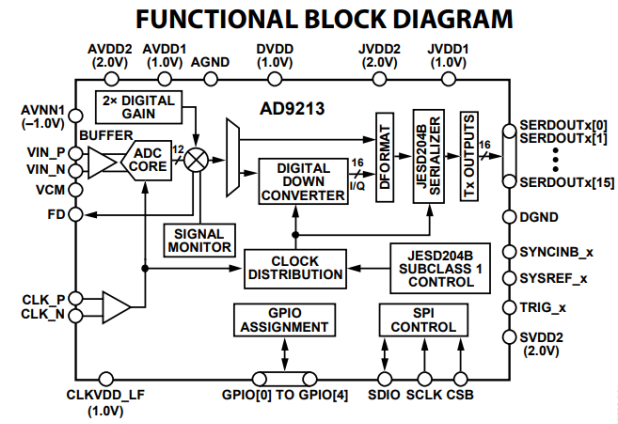 FUNCTIONAL BLOCK DIAGRAM
AVDD2
(2.0V)
AVDD1
(1.0V)
AGND
DVDD
(1.0V)
JVDD2
(2.0V)
JVDD1
(1.0V)
AVNN1
(–1.0V)
2× DIGITAL
GAIN
AD9213
BUFFER
VIN_P
VIN_N
VCM
FD
ADC
CORE
12
DIGITAL
DOWN
CONVERTER
16
I/Q
DFORMAT
JESD204B
SERIALIZER
Tx OUTPUTS
16
SERDOUTx[0]
SERDOUTx[1]
SERDOUTx[15]
DGND
SIGNAL
MONITOR
CLOCK
DISTRIBUTION
JESD204B
SUBCLASS 1
CONTROL
SYNCINB_x
SYSREF_x
TRIG_x
SVDD2
(2.0V)
CLK_P
CLK_N
GPIO
ASSIGNMENT
SPI
CONTROL
CLKVDD_LF
(1.0V)
GPIO[0] TO GPIO[4]
SDIO SCLK CSB